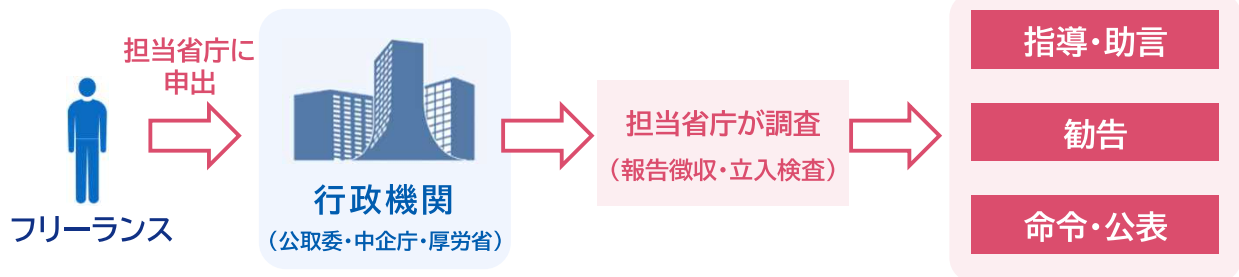 担当省庁に
申出
フリーランス
行政機関
（公取委・中企庁・厚労省）
担当省庁が調査
（報告徴収・立入検査）
指導・助言
勧告
命令・公表